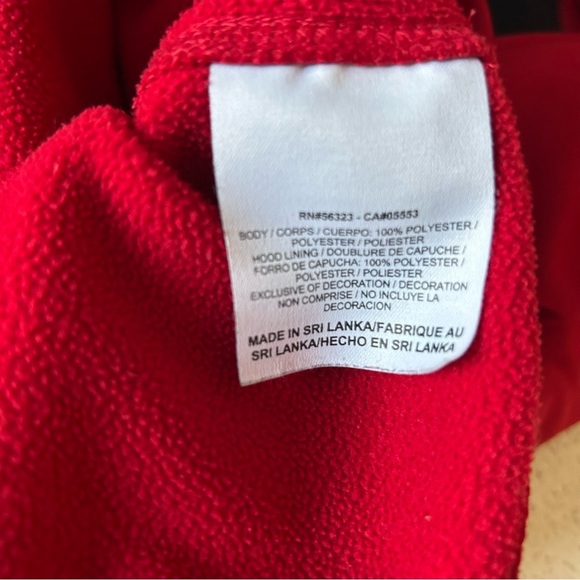 RN#56323 - CA#05553
BODY / CORPS / CUERPO: 100% POLYESTER /
POLYESTER / POLIESTER
HOOD LINING / DOUBLURE DE CAPUCHE /
FORRO DE CAPUCHA: 100% POLYESTER /
POLYESTER / POLIESTER
EXCLUSIVE OF DECORATION / DECORATION
NON COMPRISE / NO INCLUYE LA
DECORACION
MADE IN SRI LANKA/FABRIQUE AU
SRI LANKA/HECHO EN SRI LANKA